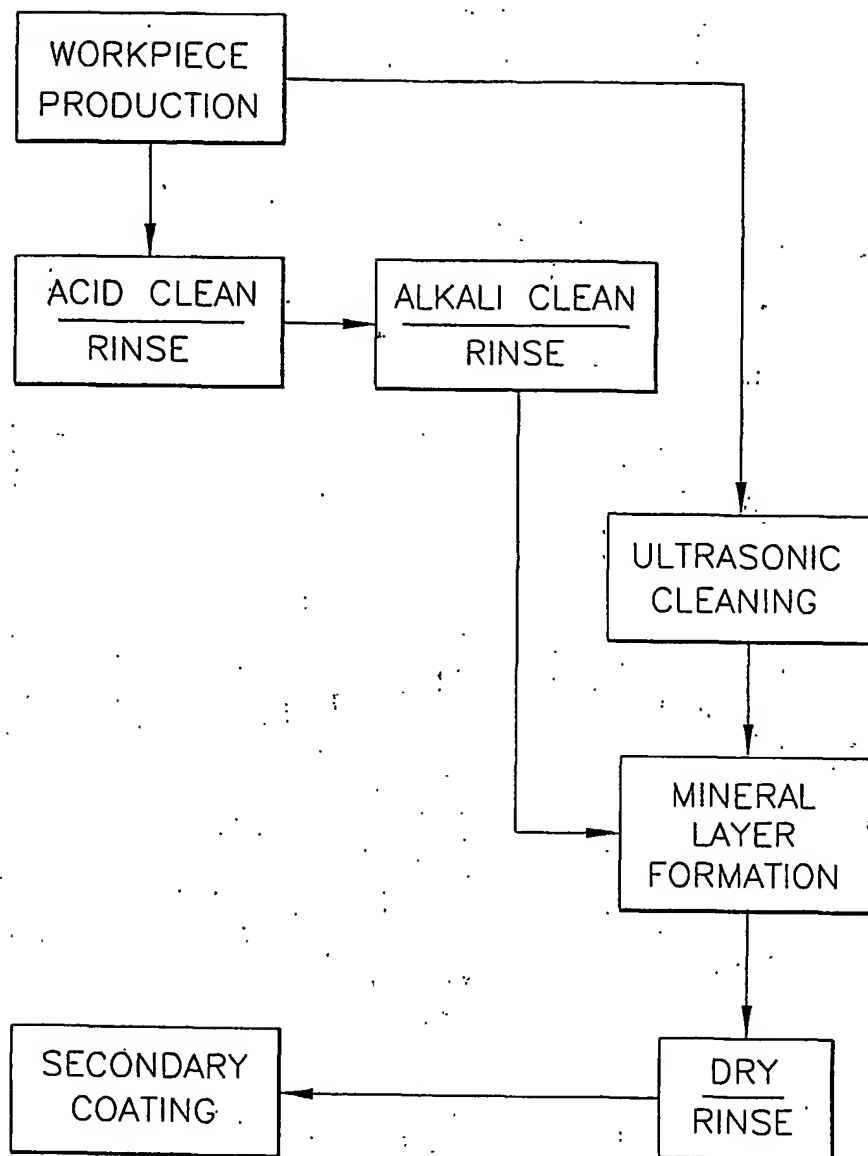 WORKPIECE
PRODUCTION
ACID CLEAN
RINSE
ALKALI CLEAN
RINSE
ULTRASONIC
CLEANING
MINERAL
LAYER
FORMATION
DRY
RINSE
SECONDARY
COATING